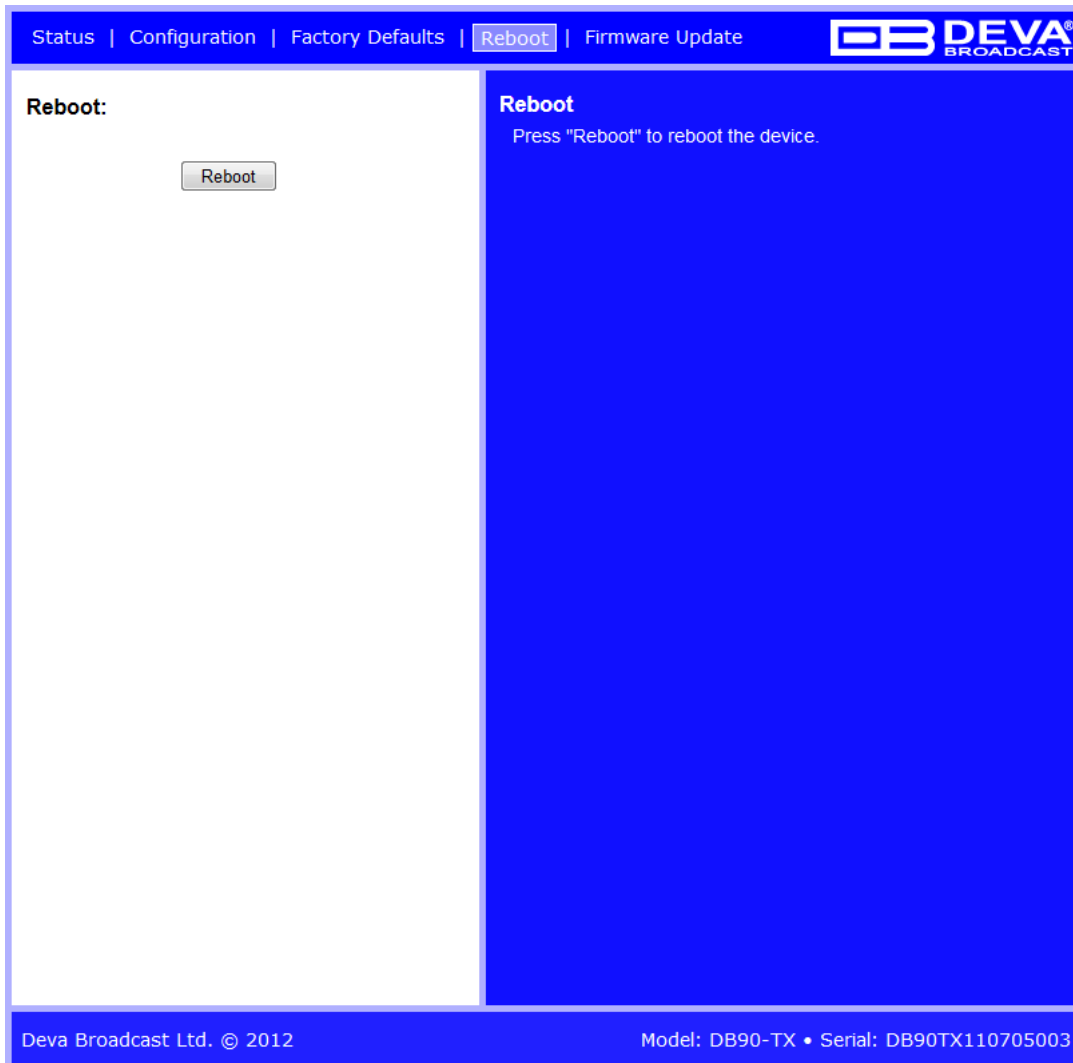 Status | Configuration | Factory Defaults | Reboot | Firmware Update
DEVA®
BROADCAST
Reboot:
Reboot
Reboot
Press "Reboot" to reboot the device.
Deva Broadcast Ltd. © 2012
Model: DB90-TX • Serial: DB90TX110705003